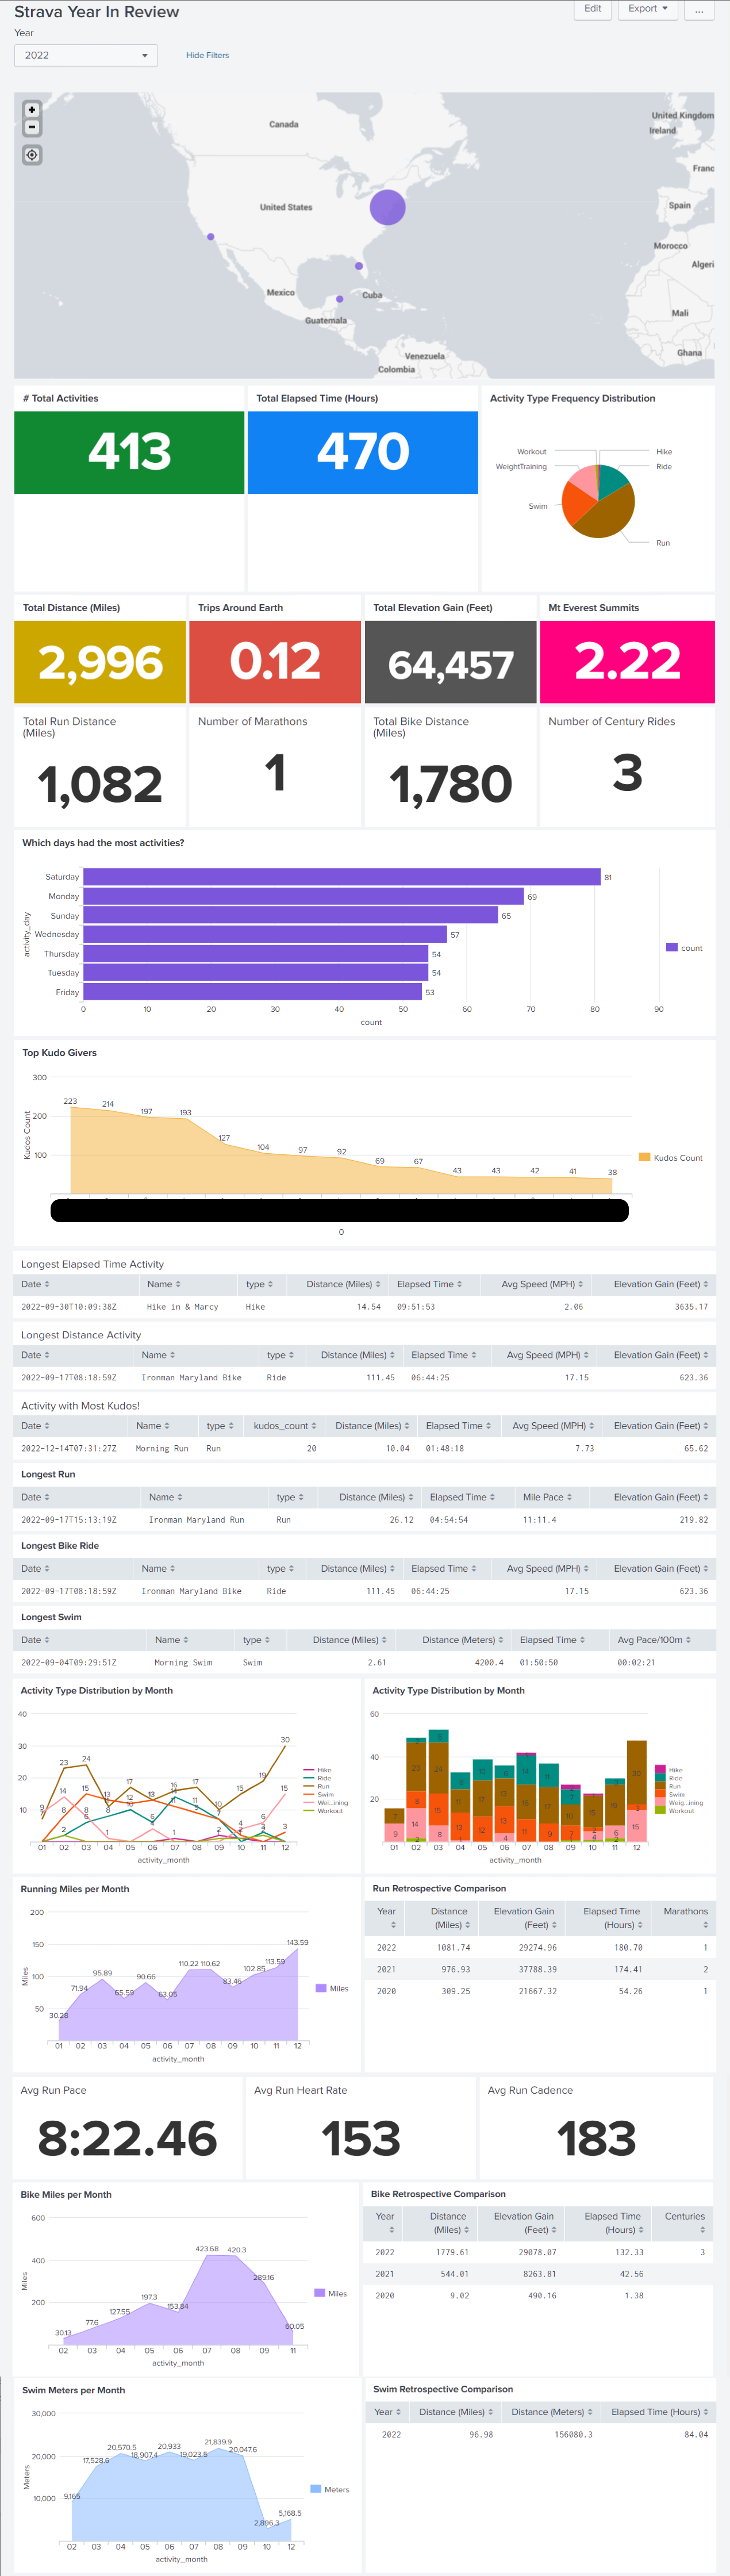 Strava Year In Review
Edit
Export
...
Year
2022
Hide Filters
+
−
Canada
United Kingdom
Ireland
Franc
United States
Spain
Morocco
Algeri
Mexico
Cuba
Guatemala
Mali
Venezuela
Ghana
Colombia
# Total Activities
413
Total Elapsed Time (Hours)
470
Activity Type Frequency Distribution
Workout
WeightTraining
Swim
Hike
Ride
Run
Total Distance (Miles)
2,996
Trips Around Earth
0.12
Total Elevation Gain (Feet)
64,457
Mt Everest Summits
2.22
Total Run Distance
(Miles)
1,082
Number of Marathons
1
Total Bike Distance
(Miles)
1,780
Number of Century Rides
3
Which days had the most activities?
activity_day
Saturday 81
Monday 69
Sunday 65
Wednesday 57
Thursday 54
Tuesday 54
Friday 53
0 10 20 30 40 50 60 70 80 90
count
count
Top Kudo Givers
Kudos Count
300
200
100
223 214 197 193 127 104 97 92 69 67 43 43 42 41 38
Kudos Count
0
Longest Elapsed Time Activity
Date Name type Distance (Miles) Elapsed Time Avg Speed (MPH) Elevation Gain (Feet)
2022-09-30T10:09:38Z Hike in & Marcy Hike 14.54 09:51:53 2.06 3635.17
Longest Distance Activity
Date Name type Distance (Miles) Elapsed Time Avg Speed (MPH) Elevation Gain (Feet)
2022-09-17T08:18:59Z Ironman Maryland Bike Ride 111.45 06:44:25 17.15 623.36
Activity with Most Kudos!
Date Name type kudos_count Distance (Miles) Elapsed Time Avg Speed (MPH) Elevation Gain (Feet)
2022-12-14T07:31:27Z Morning Run Run 20 10.04 01:48:18 7.73 65.62
Longest Run
Date Name type Distance (Miles) Elapsed Time Mile Pace Elevation Gain (Feet)
2022-09-17T15:13:19Z Ironman Maryland Run Run 26.12 04:54:54 11:11.4 219.82
Longest Bike Ride
Date Name type Distance (Miles) Elapsed Time Avg Speed (MPH) Elevation Gain (Feet)
2022-09-17T08:18:59Z Ironman Maryland Bike Ride 111.45 06:44:25 17.15 623.36
Longest Swim
Date Name type Distance (Miles) Distance (Meters) Elapsed Time Avg Pace/100m
2022-09-04T09:29:51Z Morning Swim Swim 2.61 4200.4 01:50:50 00:02:21
Activity Type Distribution by Month
40
30
20
10
23 24 17 16 17 15 19 30
14 15 13 13 15
8 8 3
01 02 03 04 05 06 07 08 09 10 11 12
activity_month
Hike
Ride
Run
Swim
Wei...ining
Workout
Activity Type Distribution by Month
60
40
20
7 23 24 11 17 13 16 17 10 15 19 30
9 14 8 15 13 12 13 11 9 15
01 02 03 04 05 06 07 08 09 10 11 12
activity_month
Hike
Ride
Run
Swim
Weig...ining
Workout
Running Miles per Month
Miles
200
150
100
50
30.28 71.94 95.89 65.59 90.66 63.05 110.22 110.62 83.46 102.85 113.59 143.59
01 02 03 04 05 06 07 08 09 10 11 12
activity_month
Miles
Run Retrospective Comparison
Year Distance (Miles) Elevation Gain (Feet) Elapsed Time (Hours) Marathons
2022 1081.74 29274.96 180.70 1
2021 976.93 37788.39 174.41 2
2020 309.25 21667.32 54.26 1
Avg Run Pace
8:22.46
Avg Run Heart Rate
153
Avg Run Cadence
183
Bike Miles per Month
Miles
600
400
200
30.13 77.6 127.55 197.3 153.84 423.68 420.3 289.16 60.05
02 03 04 05 06 07 08 09 11
activity_month
Miles
Bike Retrospective Comparison
Year Distance (Miles) Elevation Gain (Feet) Elapsed Time (Hours) Centuries
2022 1779.61 29078.07 132.33 3
2021 544.01 8263.81 42.56
2020 9.02 490.16 1.38
Swim Meters per Month
Meters
30,000
20,000
10,000
9,165 17,528.6 20,570.5 18,907.4 20,933 19,023.5 21,839.9 20,047.6 2,896.3 5,168.5
02 03 04 05 06 07 08 09 10 12
activity_month
Meters
Swim Retrospective Comparison
Year Distance (Miles) Distance (Meters) Elapsed Time (Hours)
2022 96.98 156080.3 84.04